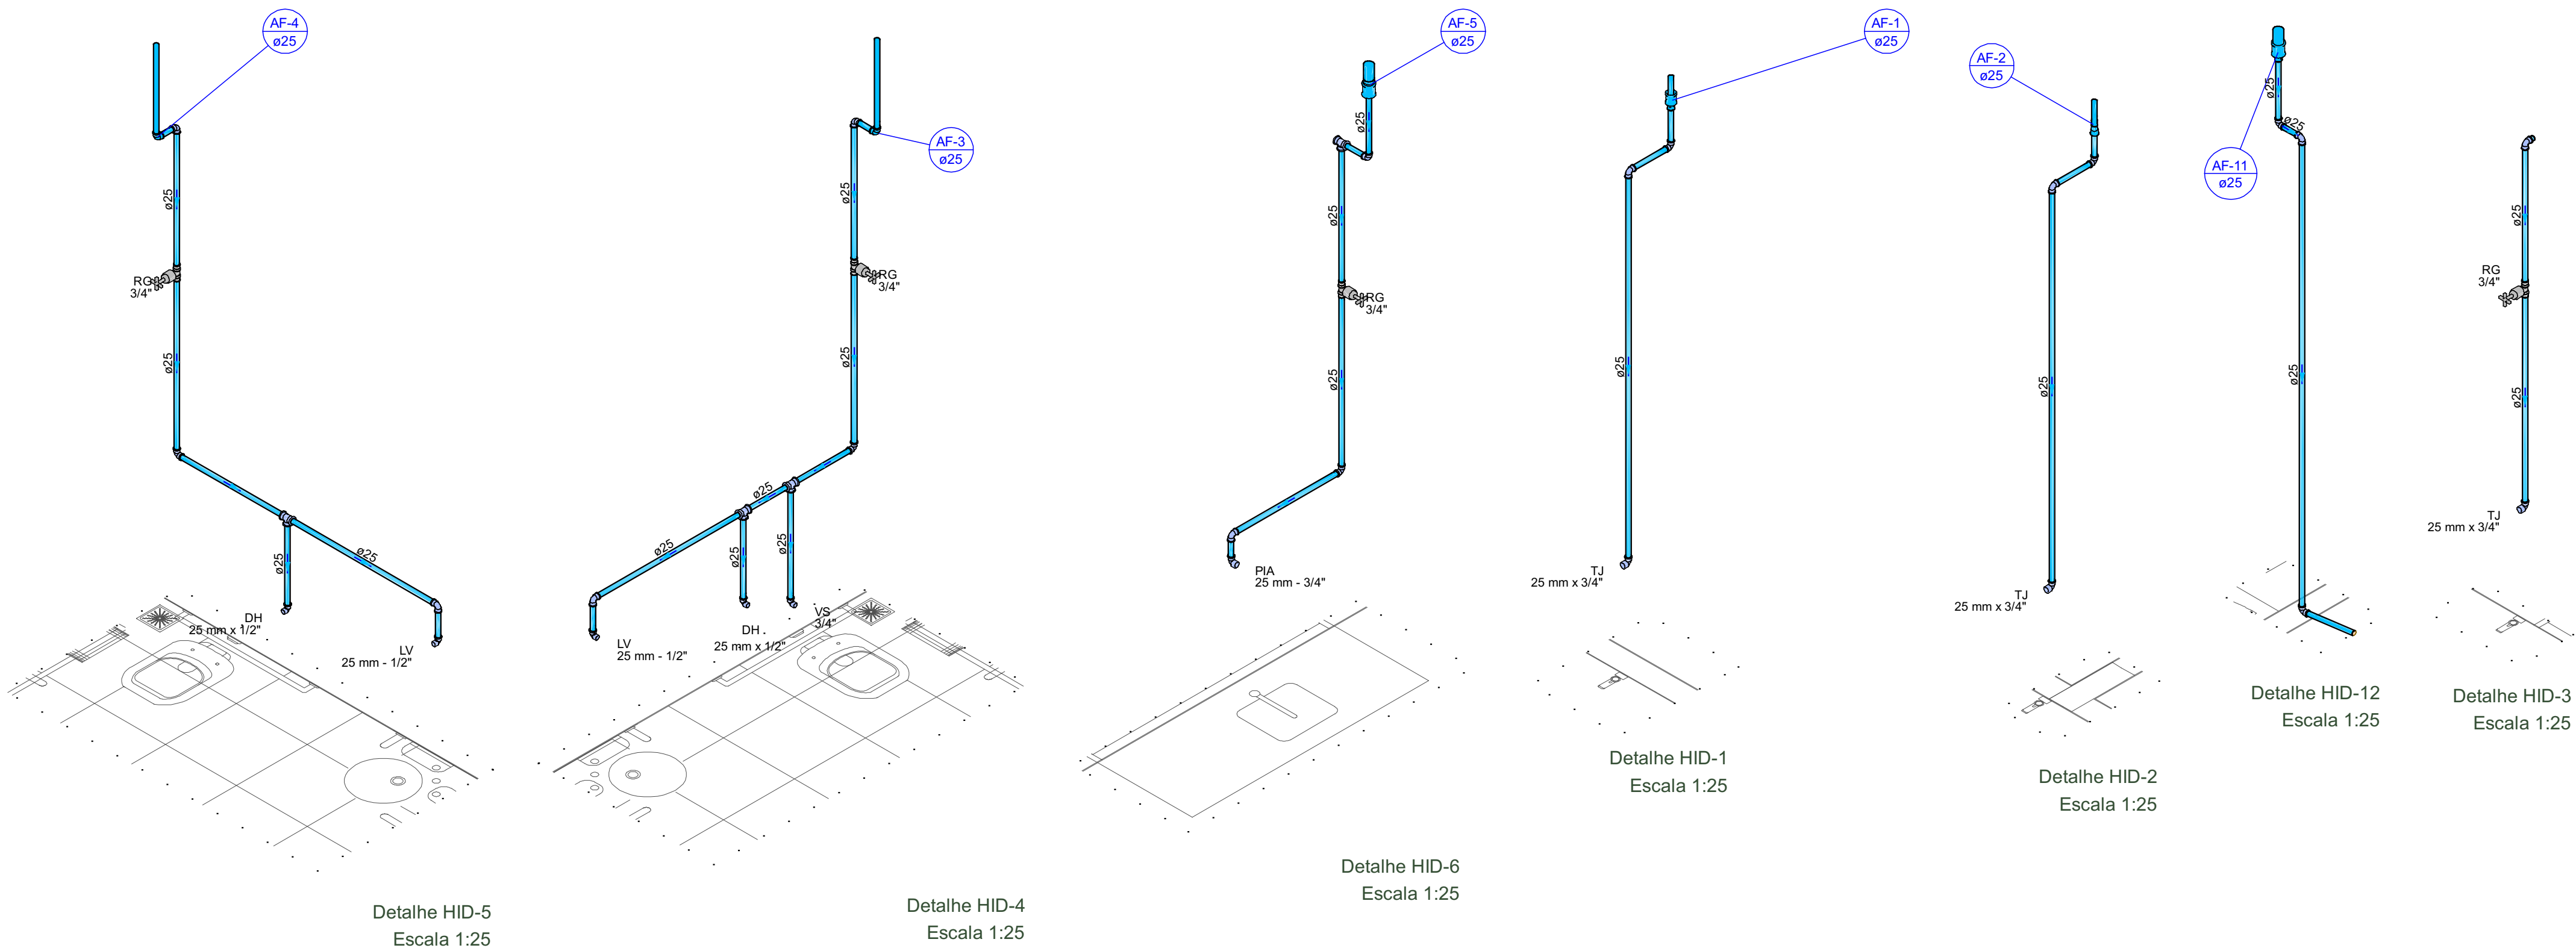 AF-4
ø25
ø25
RG
3/4"
ø25
ø25
ø25
DH
25 mm x 1/2"
LV
25 mm - 1/2"
Detalhe HID-5
Escala 1:25
AF-3
ø25
ø25
RG
3/4"
ø25
ø25
ø25
ø25
ø25
LV
25 mm - 1/2"
DH
25 mm x 1/2"
VS
3/4"
Detalhe HID-4
Escala 1:25
AF-5
ø25
ø25
ø25
RG
3/4"
ø25
PIA
25 mm - 3/4"
Detalhe HID-6
Escala 1:25
AF-1
ø25
ø25
TJ
25 mm x 3/4"
Detalhe HID-1
Escala 1:25
AF-2
ø25
ø25
TJ
25 mm x 3/4"
Detalhe HID-2
Escala 1:25
ø25
ø25
AF-11
ø25
ø25
Detalhe HID-12
Escala 1:25
ø25
RG
3/4"
ø25
TJ
25 mm x 3/4"
Detalhe HID-3
Escala 1:25